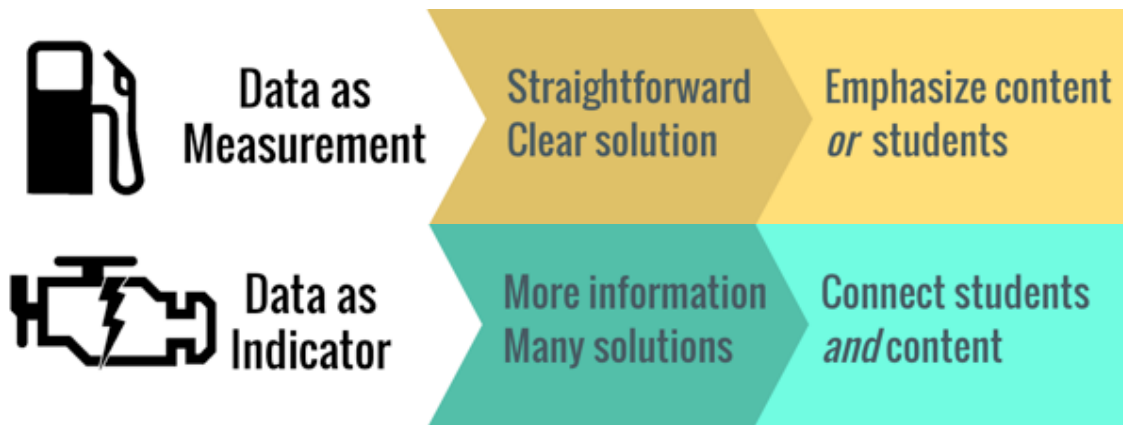 Data as
Measurement
Straightforward
Clear solution
Emphasize content
or students
Data as
Indicator
More information
Many solutions
Connect students
and content